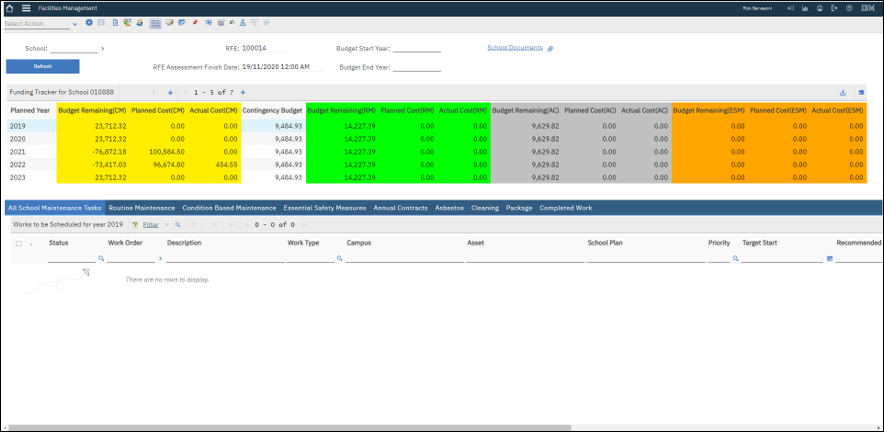 Facilities Management
IBM
Select Action
School:
RFE: 100014
Budget Start Year:
School Documents
Refresh
RFE Assessment Finish Date: 19/11/2020 12:00 AM
Budget End Year:
Funding Tracker for School 010888 1 - 5 of 7
Planned Year Budget Remaining(CM) Planned Cost(CM) Actual Cost(CM) Contingency Budget Budget Remaining(RM) Planned Cost(RM) Actual Cost(RM) Budget Remaining(AC) Planned Cost(AC) Actual Cost(AC) Budget Remaining(ESM) Planned Cost(ESM) Actual Cost(ESM)
2019 23,712.32 0.00 0.00 9,484.93 14,227.39 0.00 0.00 9,629.82 0.00 0.00 0.00 0.00 0.00
2020 23,712.32 0.00 0.00 9,484.93 14,227.39 0.00 0.00 9,629.82 0.00 0.00 0.00 0.00 0.00
2021 -76,872.18 100,584.50 0.00 9,484.93 14,227.39 0.00 0.00 9,629.82 0.00 0.00 0.00 0.00 0.00
2022 -73,417.03 96,674.80 454.55 9,484.93 14,227.39 0.00 0.00 9,629.82 0.00 0.00 0.00 0.00 0.00
2023 23,712.32 0.00 0.00 9,484.93 14,227.39 0.00 0.00 9,629.82 0.00 0.00 0.00 0.00 0.00
All School Maintenance Tasks Routine Maintenance Condition Based Maintenance Essential Safety Measures Annual Contracts Asbestos Cleaning Package Completed Work
Works to be Scheduled for year 2019 Filter 0 - 0 of 0
Status Work Order Description Work Type Campus Asset School Plan Priority Target Start Recommended
There are no rows to display.